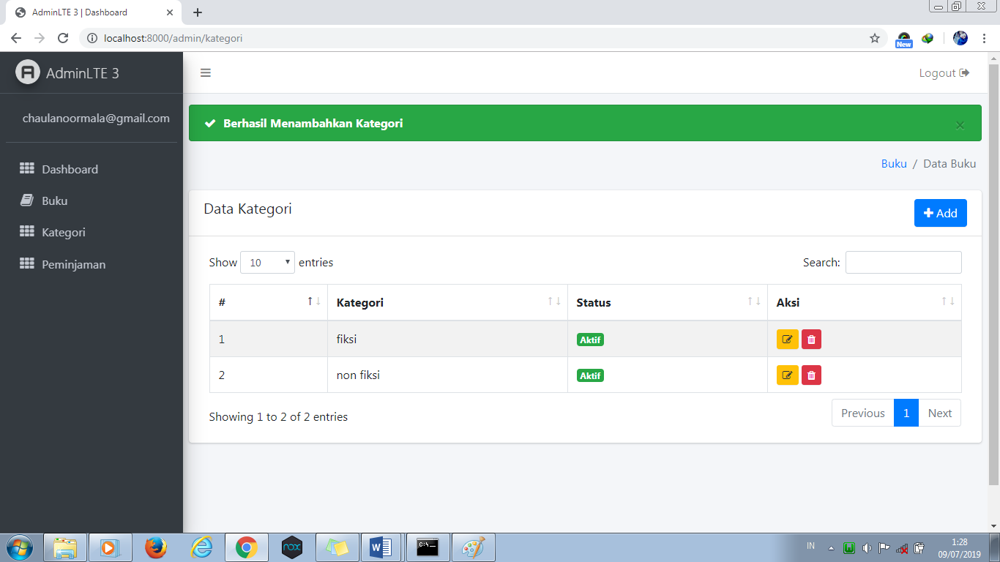 AdminLTE 3 | Dashboard
localhost:8000/admin/kategori
New
AdminLTE 3
Logout
chaulanoormala@gmail.com
Berhasil Menambahkan Kategori
×
Buku / Data Buku
Dashboard
Buku
Kategori
Peminjaman
Data Kategori
Add
Show 10 entries
Search:
# Kategori Status Aksi
1 fiksi Aktif
2 non fiksi Aktif
Showing 1 to 2 of 2 entries
Previous 1 Next
nox
W
C:\
IN
1:28
09/07/2019